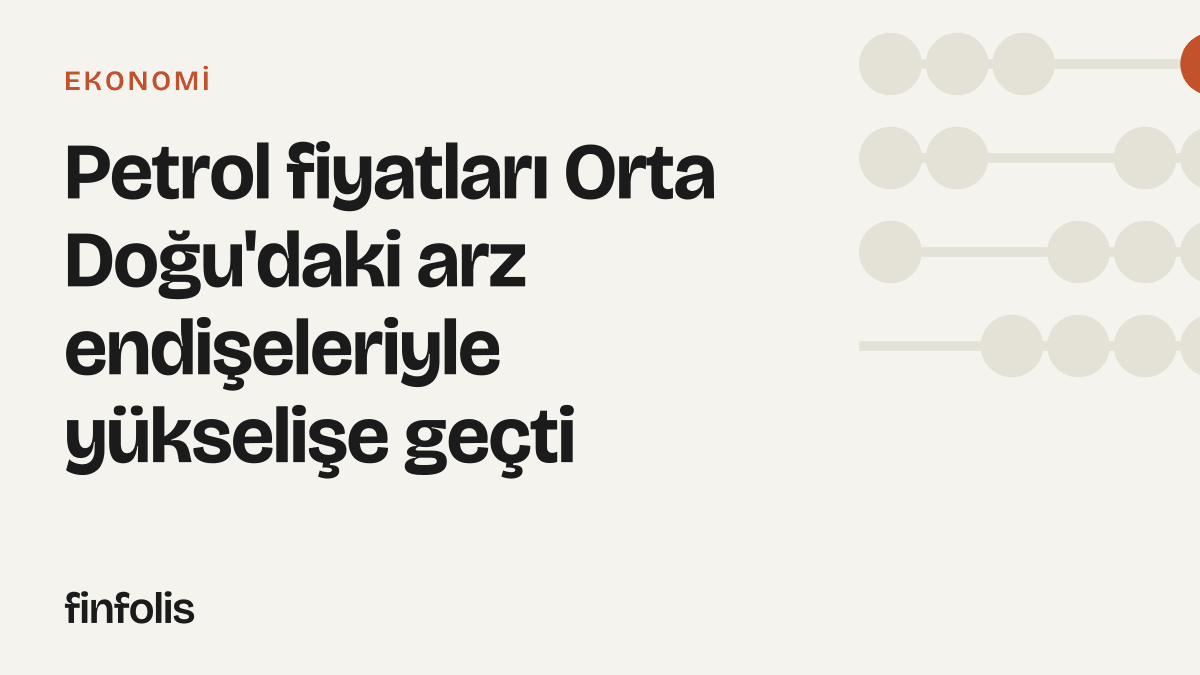 EKONOMİ
Petrol fiyatları Orta
Doğu'daki arz
endişeleriyle
yükselişe geçti
finfolis